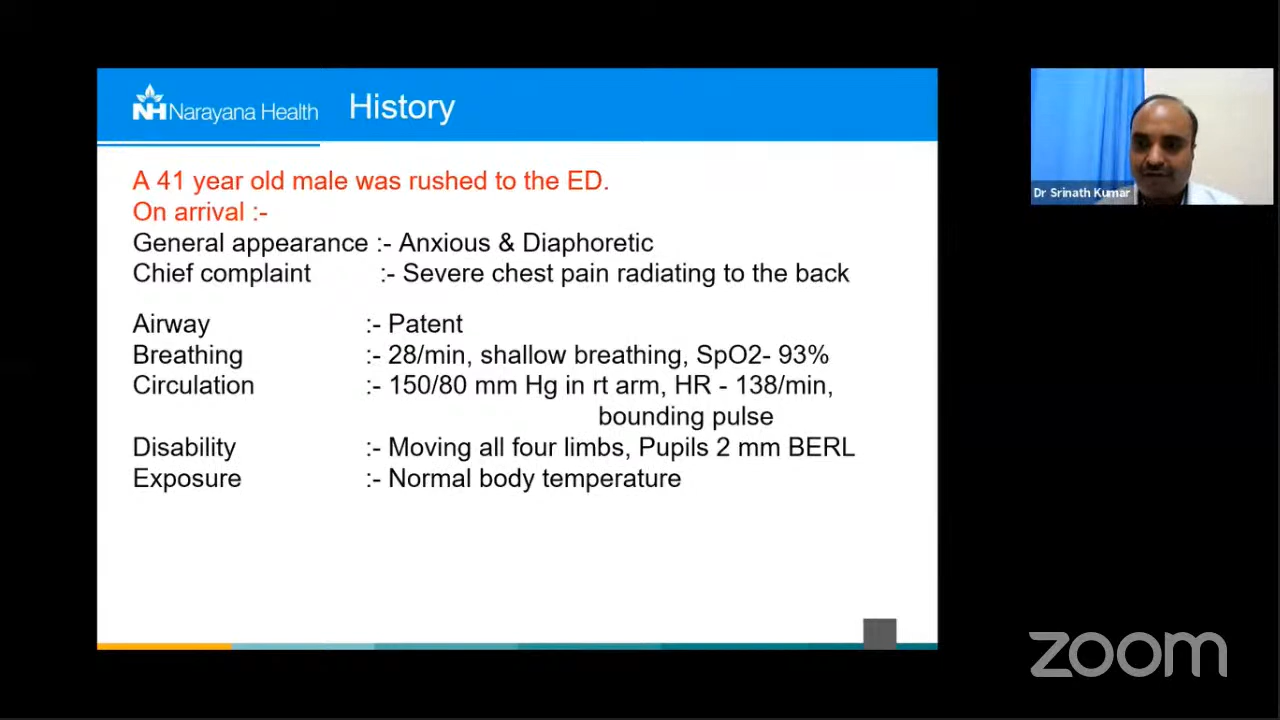 NH Narayana Health History
A 41 year old male was rushed to the ED.
On arrival :-
General appearance :- Anxious & Diaphoretic
Chief complaint :- Severe chest pain radiating to the back
Airway :- Patent
Breathing :- 28/min, shallow breathing, SpO2- 93%
Circulation :- 150/80 mm Hg in rt arm, HR - 138/min,
bounding pulse
Disability :- Moving all four limbs, Pupils 2 mm BERL
Exposure :- Normal body temperature
Dr Srinath Kumar
zoom